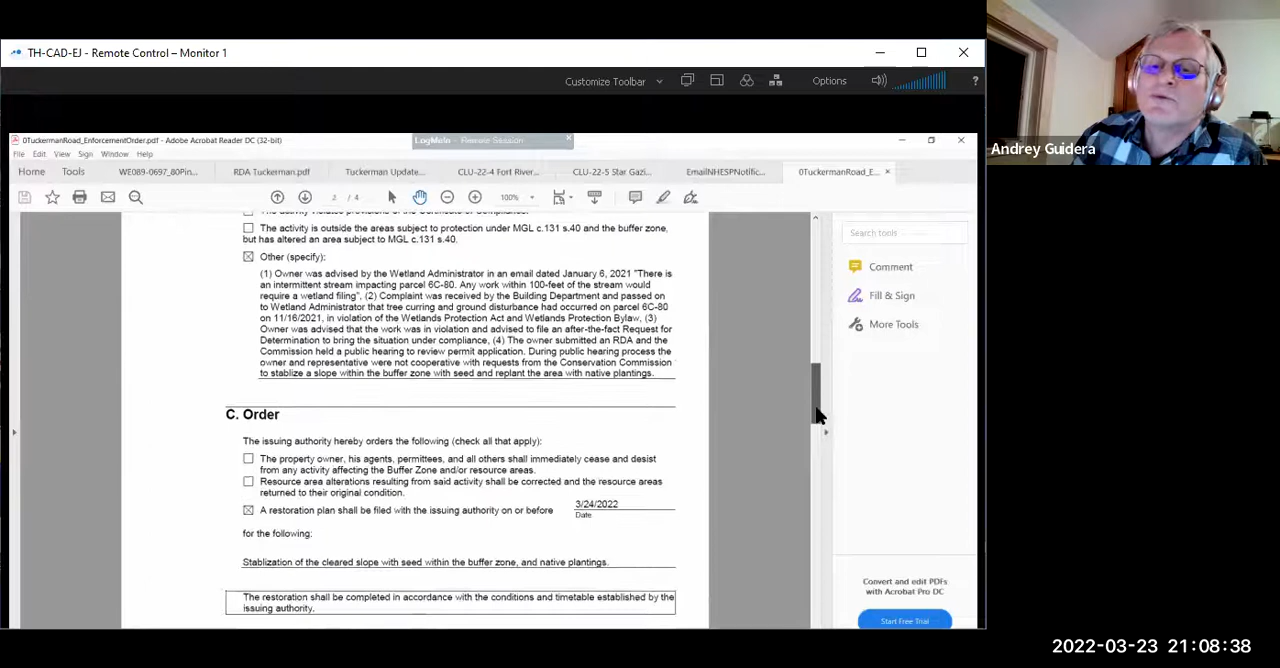 TH-CAD-EJ - Remote Control – Monitor 1
Customize Toolbar
Options
?
0TuckermanRoad_EnforcementOrder.pdf - Adobe Acrobat Reader DC (32-bit)
LogMeIn - Remote Session
File Edit View Sign Window Help
Home Tools WE089-0697_80Pin... RDA Tuckerman.pdf Tuckerman Update... CLU-22-4 Fort River... CLU-22-5 Star Gazi... EmailNHESPNotific... 0TuckermanRoad_E... ×
/ 4 100%
The activity violates provisions of the Certificate of Compliance.
The activity is outside the areas subject to protection under MGL c.131 s.40 and the buffer zone,
but has altered an area subject to MGL c.131 s.40.
Other (specify):
(1) Owner was advised by the Wetland Administrator in an email dated January 6, 2021 "There is
an intermittent stream impacting parcel 6C-80. Any work within 100-feet of the stream would
require a wetland filing", (2) Complaint was received by the Building Department and passed on
to Wetland Administrator that tree curring and ground disturbance had occurred on parcel 6C-80
on 11/16/2021, in violation of the Wetlands Protection Act and Wetlands Protection Bylaw, (3)
Owner was advised that the work was in violation and advised to file an after-the-fact Request for
Determination to bring the situation under compliance, (4) The owner submitted an RDA and the
Commission held a public hearing to review permit application. During public hearing process the
owner and representative were not cooperative with requests from the Conservation Commission
to stablize a slope within the buffer zone with seed and replant the area with native plantings.
C. Order
The issuing authority hereby orders the following (check all that apply):
The property owner, his agents, permittees, and all others shall immediately cease and desist
from any activity affecting the Buffer Zone and/or resource areas.
Resource area alterations resulting from said activity shall be corrected and the resource areas
returned to their original condition.
A restoration plan shall be filed with the issuing authority on or before 3/24/2022
Date
for the following:
Stablization of the cleared slope with seed within the buffer zone, and native plantings.
The restoration shall be completed in accordance with the conditions and timetable established by the
issuing authority.
Search tools
Comment
Fill & Sign
More Tools
Convert and edit PDFs
with Acrobat Pro DC
Start Free Trial
Andrey Guidera
2022-03-23 21:08:38